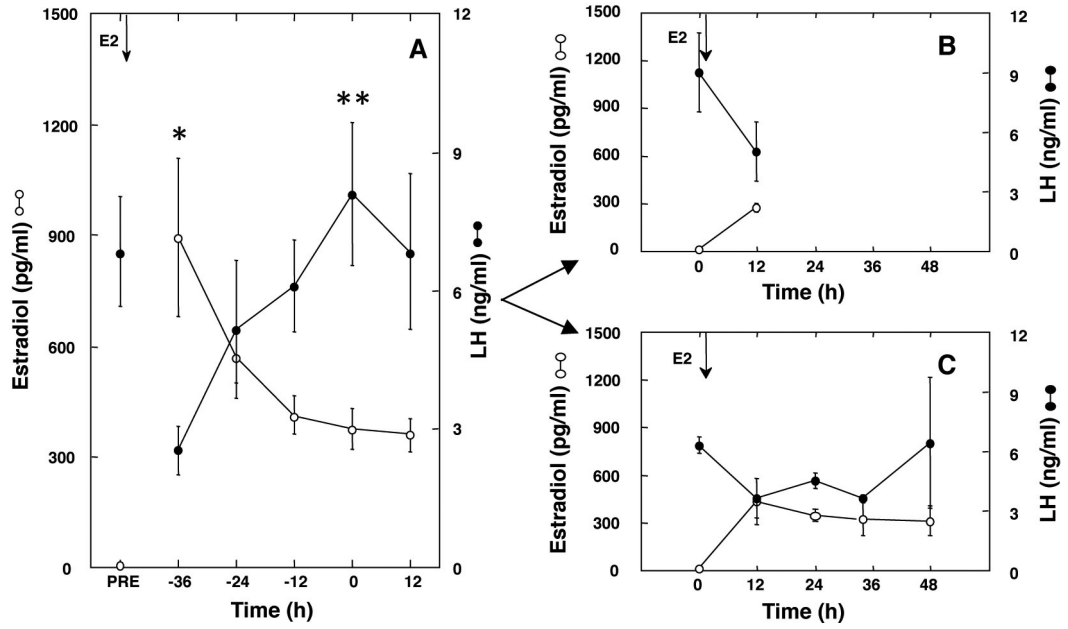 1500
1200
900
600
300
0
Estradiol (pg/ml)
E2
A
*
**
12
9
6
3
0
LH (ng/ml)
PRE -36 -24 -12 0 12
Time (h)
1500
1200
900
600
300
0
Estradiol (pg/ml)
E2
B
12
9
6
3
0
LH (ng/ml)
0 12 24 36 48
Time (h)
1500
1200
900
600
300
0
Estradiol (pg/ml)
E2
C
12
9
6
3
0
LH (ng/ml)
0 12 24 36 48
Time (h)